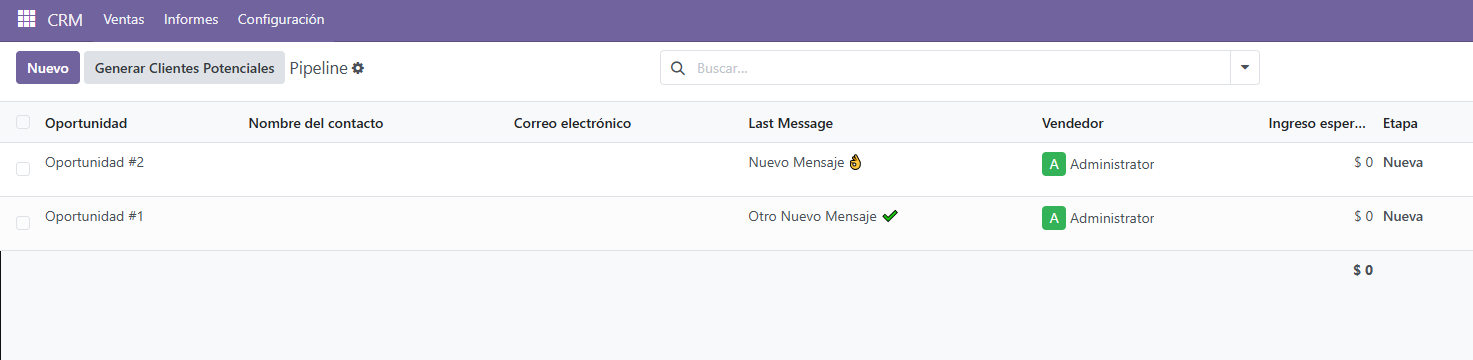 CRM Ventas Informes Configuración
Nuevo Generar Clientes Potenciales Pipeline Buscar...
Oportunidad Nombre del contacto Correo electrónico Last Message Vendedor Ingreso esper... Etapa
Oportunidad #2 Nuevo Mensaje 👌 A Administrator $ 0 Nueva
Oportunidad #1 Otro Nuevo Mensaje ✔ A Administrator $ 0 Nueva
$ 0